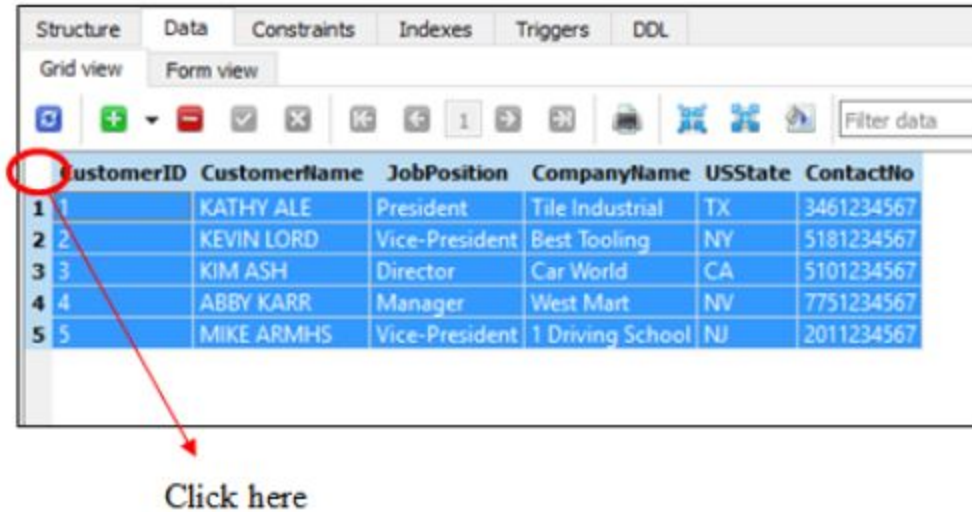 Structure Data Constraints Indexes Triggers DDL
Grid view Form view
1 Filter data
CustomerID CustomerName JobPosition CompanyName USState ContactNo
1 1 KATHY ALE President Tile Industrial TX 3461234567
2 2 KEVIN LORD Vice-President Best Tooling NY 5181234567
3 3 KIM ASH Director Car World CA 5101234567
4 4 ABBY KARR Manager West Mart NV 7751234567
5 5 MIKE ARMHS Vice-President 1 Driving School NJ 2011234567
Click here